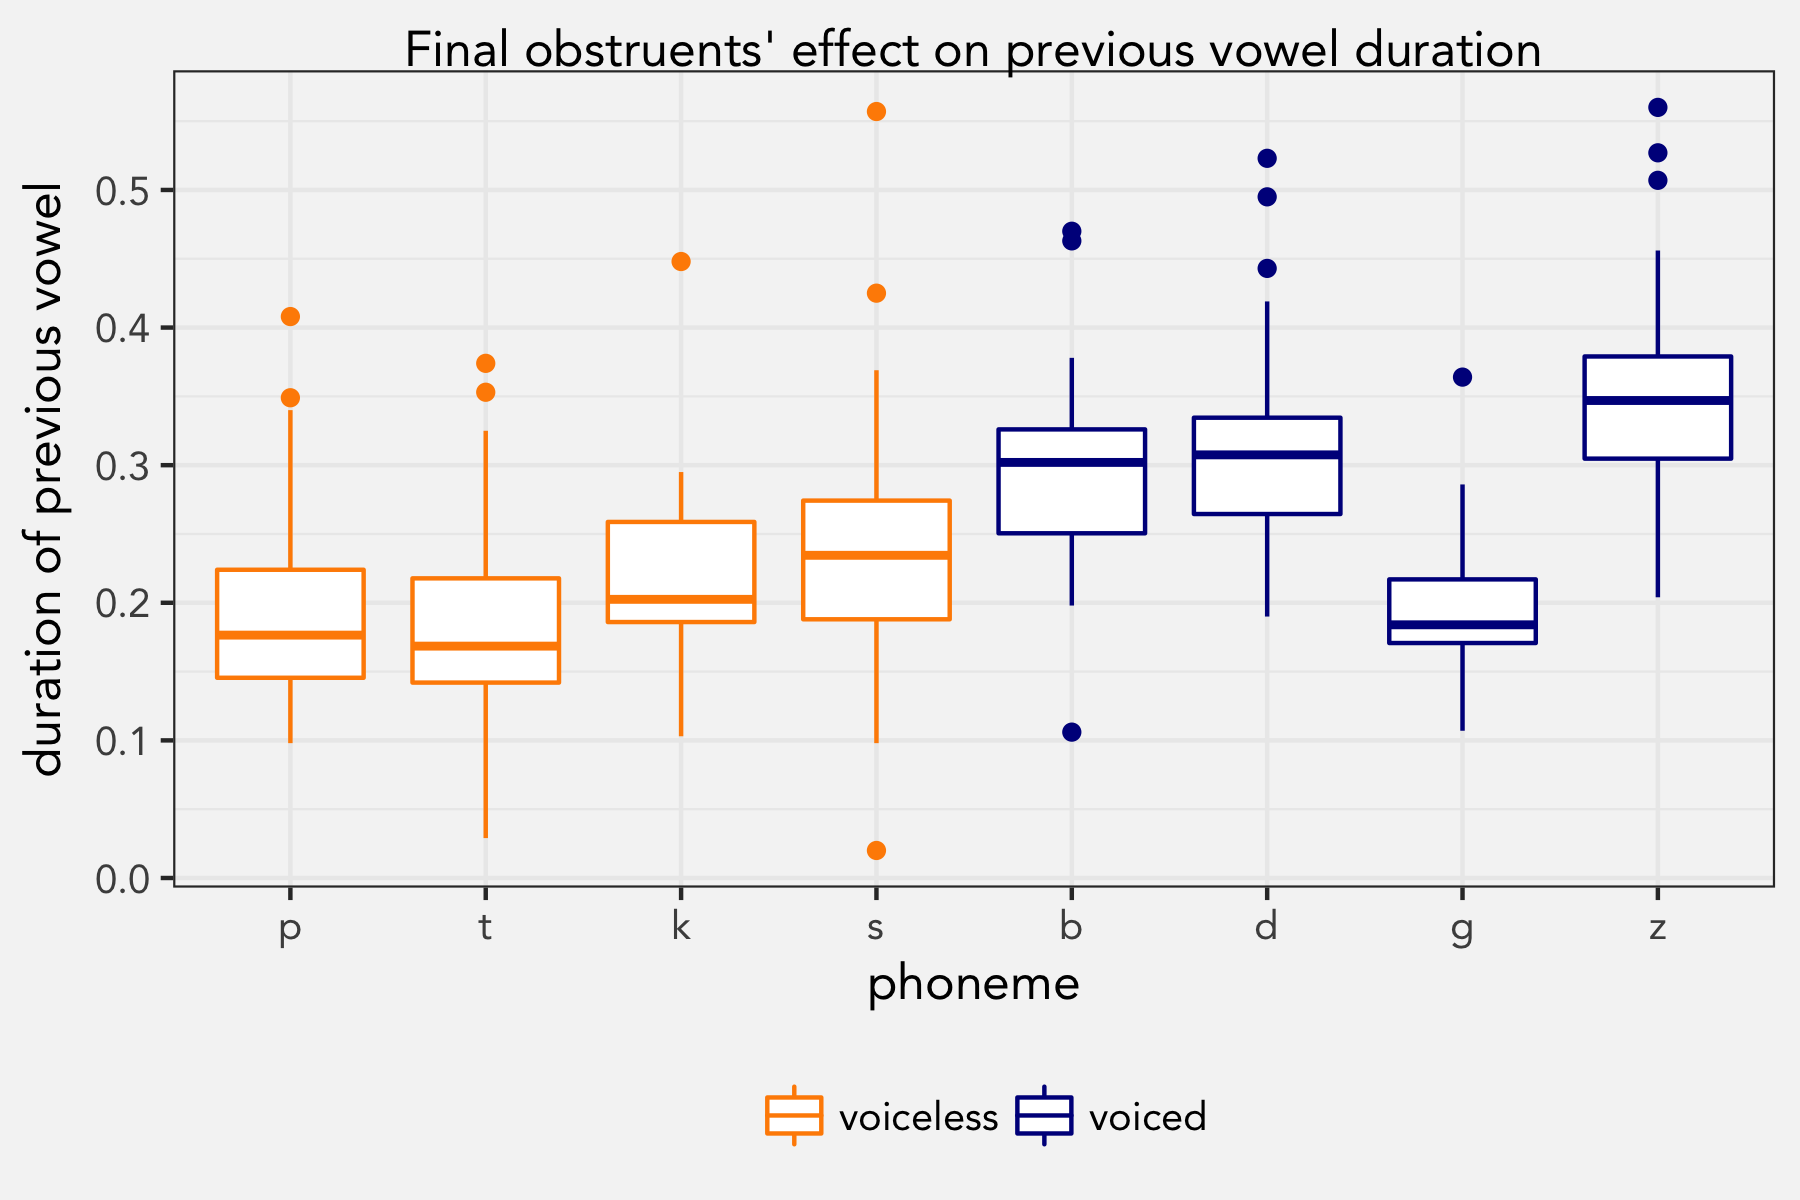 Final obstruents' effect on previous vowel duration
duration of previous vowel
0.5
0.4
0.3
0.2
0.1
0.0
p t k s b d g z
phoneme
voiceless voiced